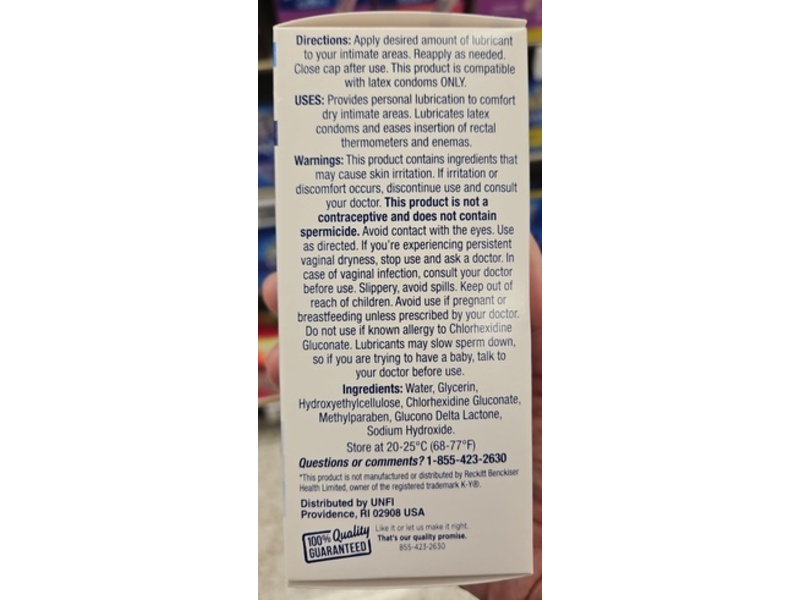 Directions: Apply desired amount of lubricant
to your intimate areas. Reapply as needed.
Close cap after use. This product is compatible
with latex condoms ONLY.
USES: Provides personal lubrication to comfort
dry intimate areas. Lubricates latex
condoms and eases insertion of rectal
thermometers and enemas.
Warnings: This product contains ingredients that
may cause skin irritation. If irritation or
discomfort occurs, discontinue use and consult
your doctor. This product is not a
contraceptive and does not contain
spermicide. Avoid contact with the eyes. Use
as directed. If you're experiencing persistent
vaginal dryness, stop use and ask a doctor. In
case of vaginal infection, consult your doctor
before use. Slippery, avoid spills. Keep out of
reach of children. Avoid use if pregnant or
breastfeeding unless prescribed by your doctor.
Do not use if known allergy to Chlorhexidine
Gluconate. Lubricants may slow sperm down,
so if you are trying to have a baby, talk to
your doctor before use.
Ingredients: Water, Glycerin,
Hydroxyethylcellulose, Chlorhexidine Gluconate,
Methylparaben, Glucono Delta Lactone,
Sodium Hydroxide.
Store at 20-25°C (68-77°F)
Questions or comments? 1-855-423-2630
*This product is not manufactured or distributed by Reckitt Benckiser
Health Limited, owner of the registered trademark K-Y®.
Distributed by UNFI
Providence, RI 02908 USA
100% Quality
GUARANTEED
Like it or let us make it right.
That's our quality promise.
855-423-2630